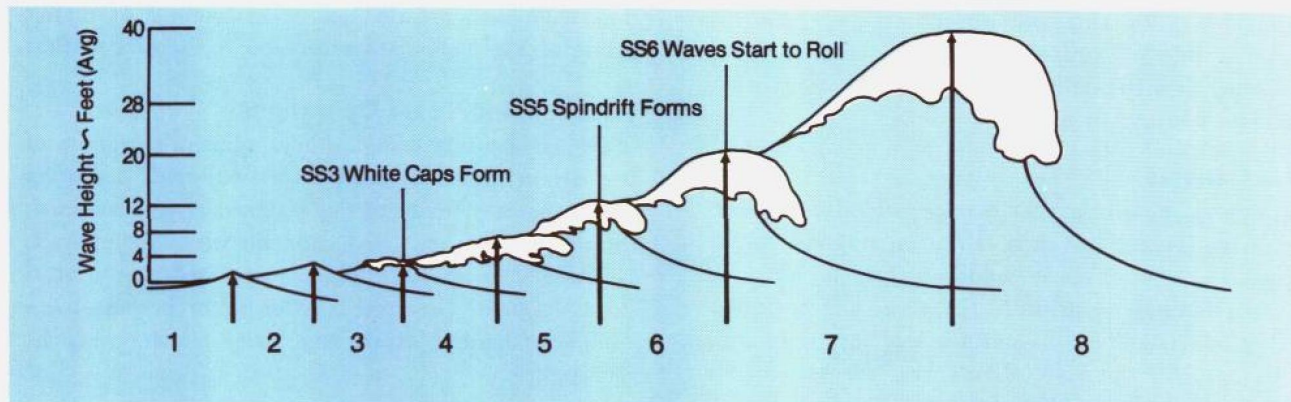 Wave Height ~ Feet (Avg)
40
28
20
12
8
4
0
SS6 Waves Start to Roll
SS5 Spindrift Forms
SS3 White Caps Form
1 2 3 4 5 6 7 8